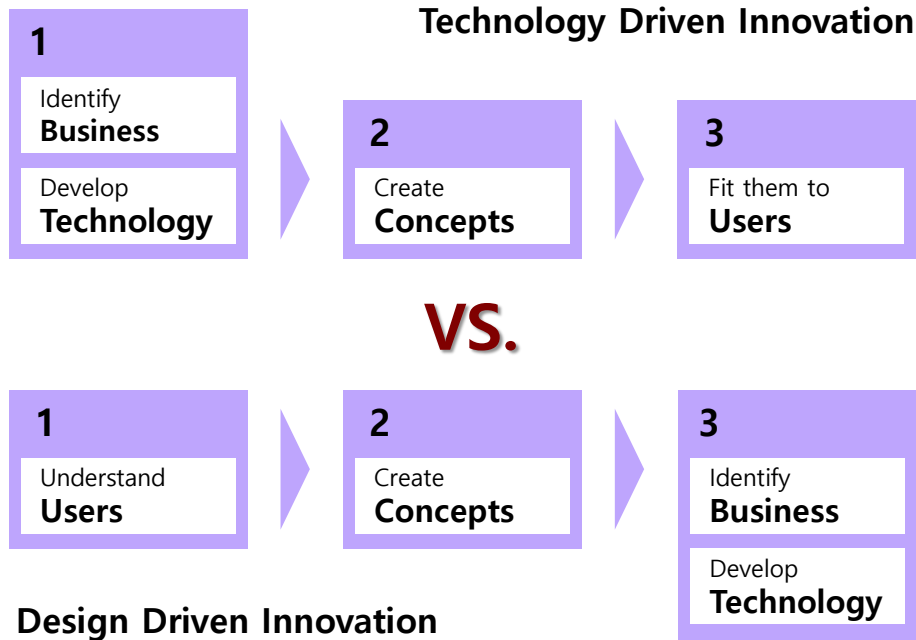 Technology Driven Innovation
1
Identify
Business
Develop
Technology
2
Create
Concepts
3
Fit them to
Users
VS.
1
Understand
Users
2
Create
Concepts
3
Identify
Business
Develop
Technology
Design Driven Innovation